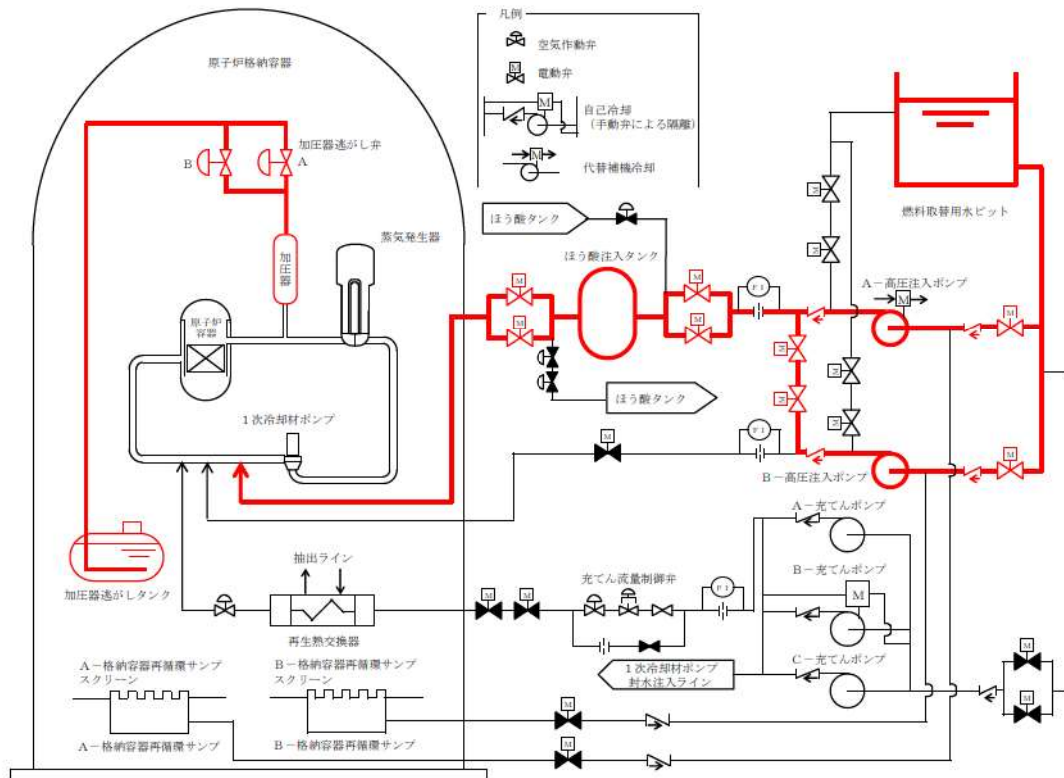 凡例
空気作動弁
M
電動弁
M
自己冷却
(手動弁による隔離)
M
代替補機冷却
原子炉格納容器
加圧器逃がし弁
B
A
加圧器
蒸気発生器
原子炉
容器
1次冷却材ポンプ
加圧器逃がしタンク
ほう酸タンク
ほう酸注入タンク
M
M
M
M
F I
M
M
燃料取替用水ピット
A-高圧注入ポンプ
M
M
M
M
M
M
ほう酸タンク
M
F I
B-高圧注入ポンプ
M
A-充てんポンプ
抽出ライン
再生熱交換器
M
M
充てん流量制御弁
F I
B-充てんポンプ
M
C-充てんポンプ
1次冷却材ポンプ
封水注入ライン
M
M
A-格納容器再循環サンプ
スクリーン
B-格納容器再循環サンプ
スクリーン
M
M
A-格納容器再循環サンプ
B-格納容器再循環サンプ